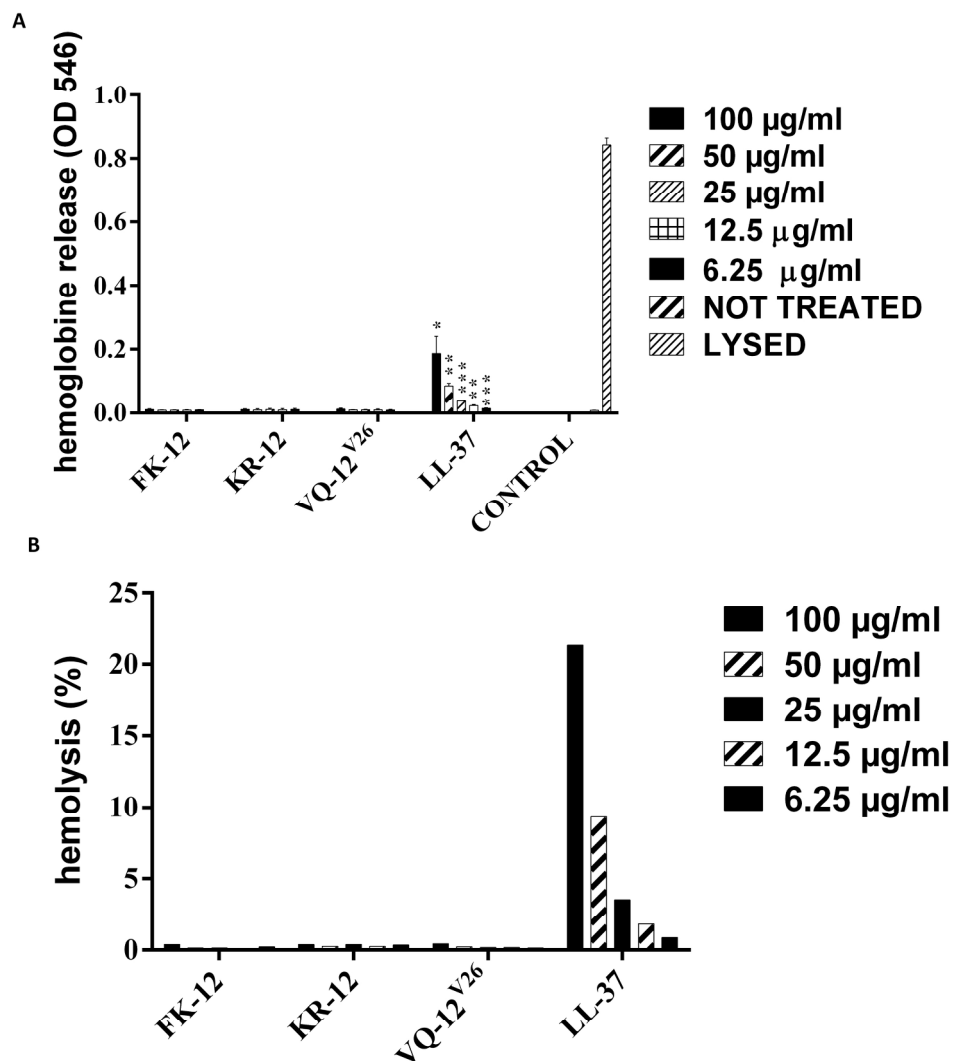 A
hemoglobine release (OD 546)
1.0
0.8
0.6
0.4
0.2
0.0
*
**
***
**
***
FK-12
KR-12
VQ-12V26
LL-37
CONTROL
100 µg/ml
50 µg/ml
25 µg/ml
12.5 µg/ml
6.25 µg/ml
NOT TREATED
LYSED
B
hemolysis (%)
25
20
15
10
5
0
FK-12
KR-12
VQ-12V26
LL-37
100 µg/ml
50 µg/ml
25 µg/ml
12.5 µg/ml
6.25 µg/ml